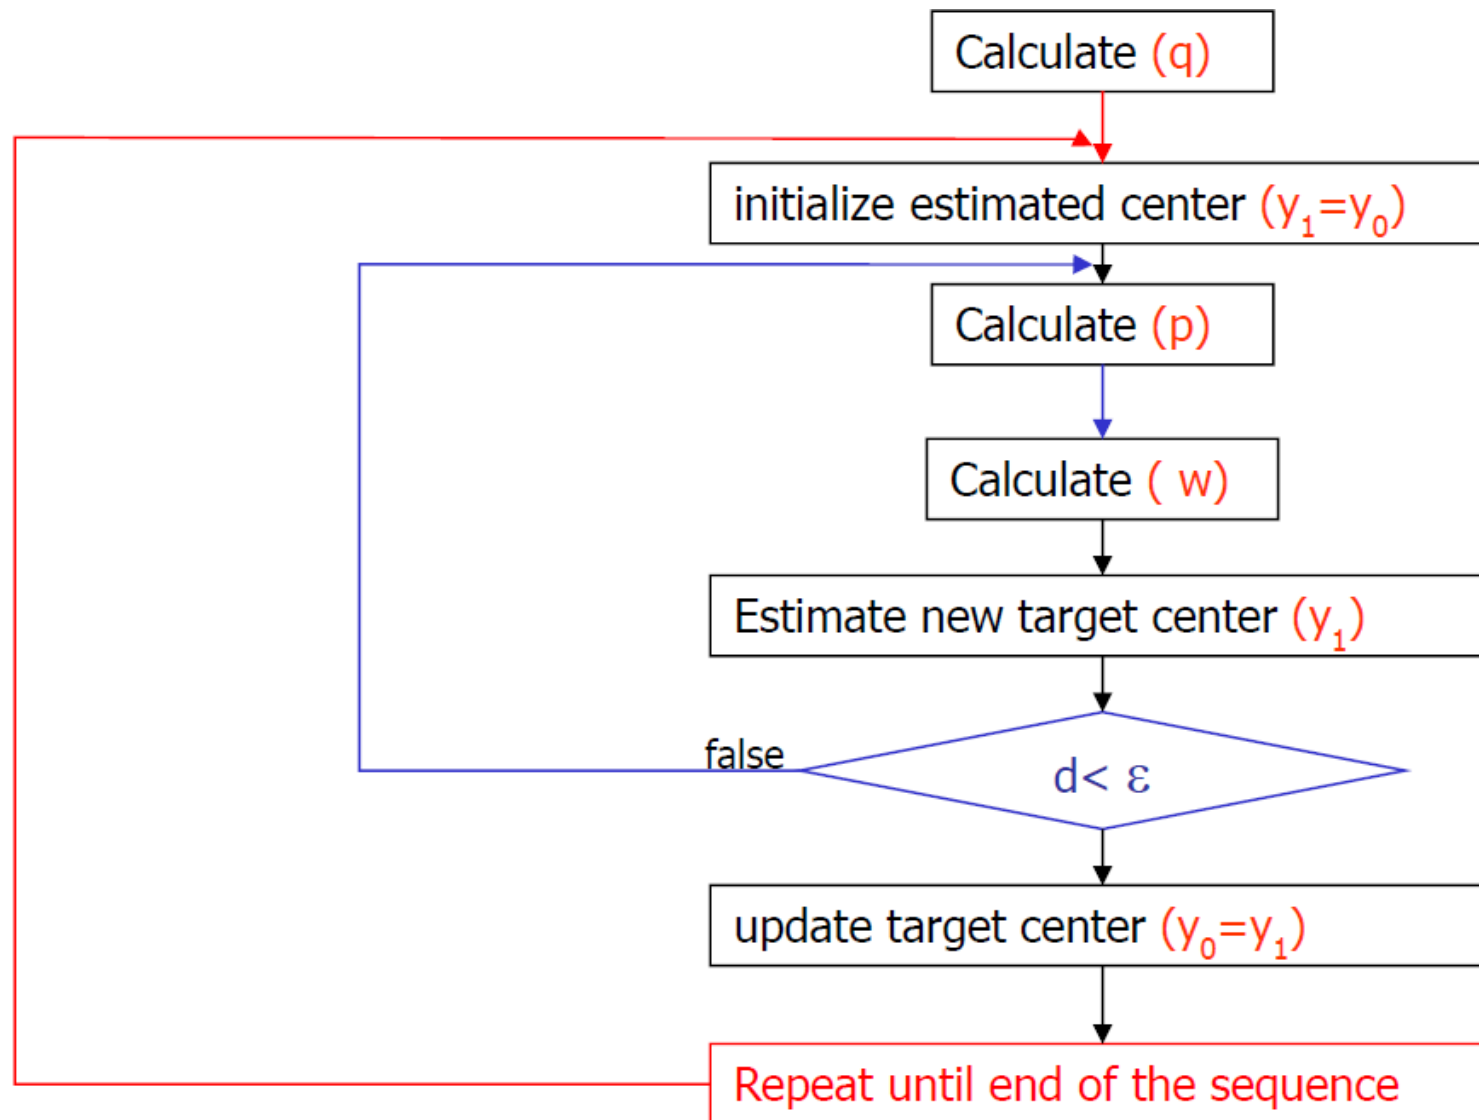 Calculate (q)
initialize estimated center (y₁=y₀)
Calculate (p)
Calculate ( w)
Estimate new target center (y₁)
false
d< ε
update target center (y₀=y₁)
Repeat until end of the sequence